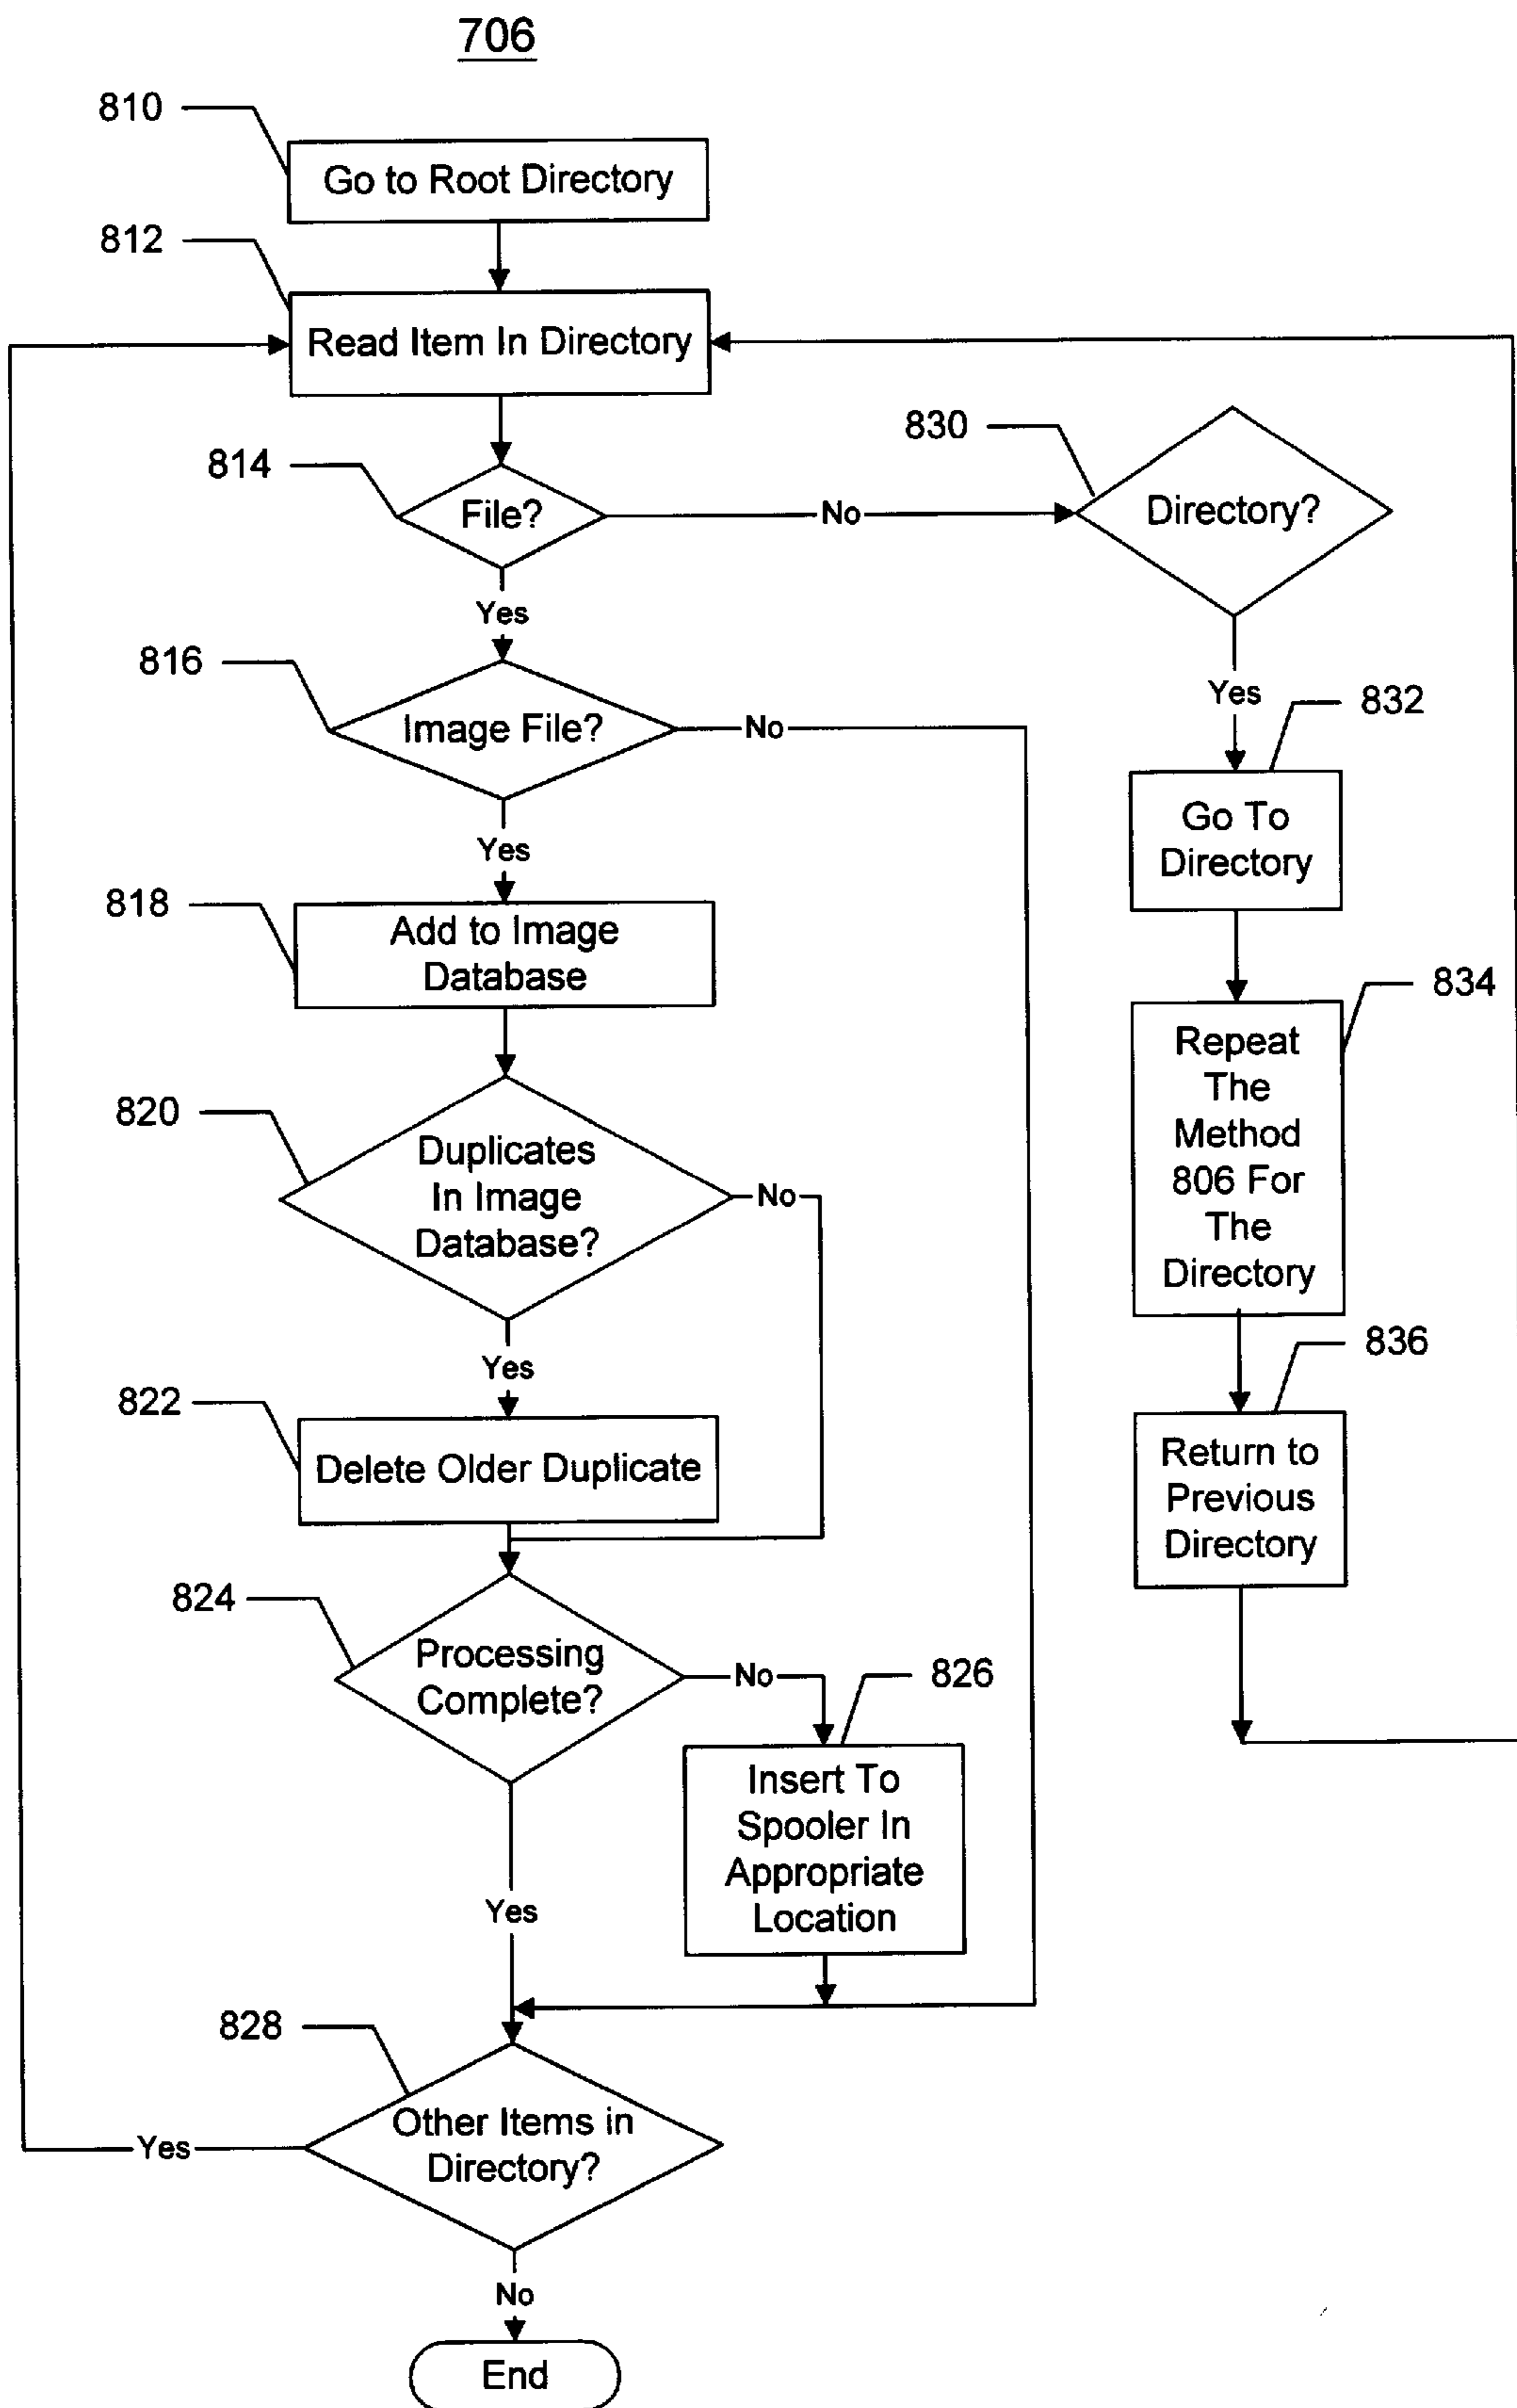 706
810
Go to Root Directory
812
Read Item In Directory
814
File?
No
830
Directory?
Yes
816
Image File?
No
Yes
832
Go To
Directory
Yes
818
Add to Image
Database
834
Repeat
The
Method
806 For
The
Directory
820
Duplicates
In Image
Database?
No
Yes
836
Return to
Previous
Directory
822
Delete Older Duplicate
824
Processing
Complete?
No
826
Insert To
Spooler In
Appropriate
Location
Yes
828
Other Items in
Directory?
Yes
No
End